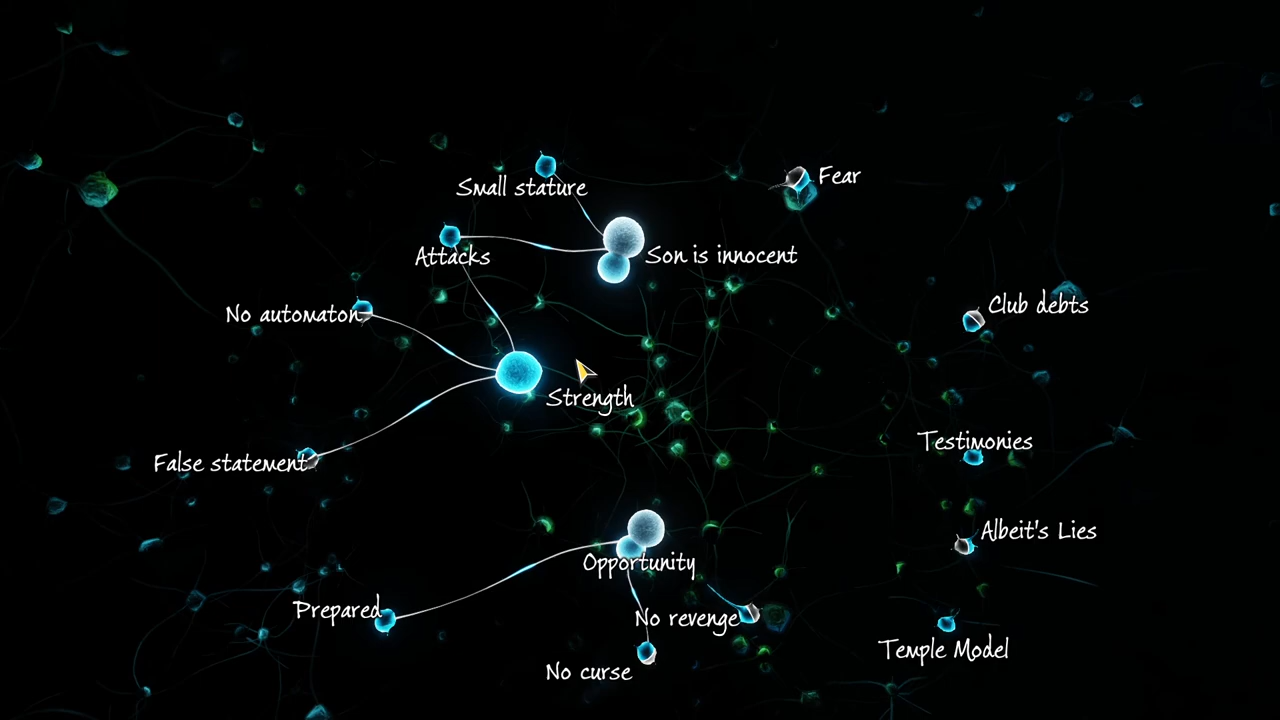 Fear
Small stature
Attacks
Son is innocent
Club debts
No automaton
Strength
Testimonies
False statement
Albeit's Lies
Opportunity
Prepared
No revenge
Temple Model
No curse